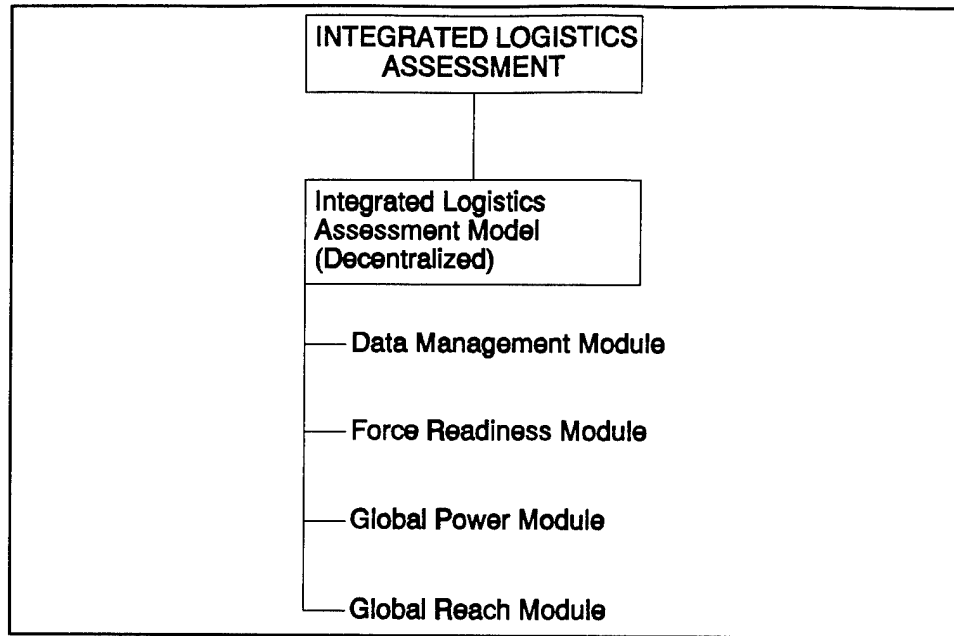 INTEGRATED LOGISTICS
ASSESSMENT
Integrated Logistics
Assessment Model
(Decentralized)
Data Management Module
Force Readiness Module
Global Power Module
Global Reach Module